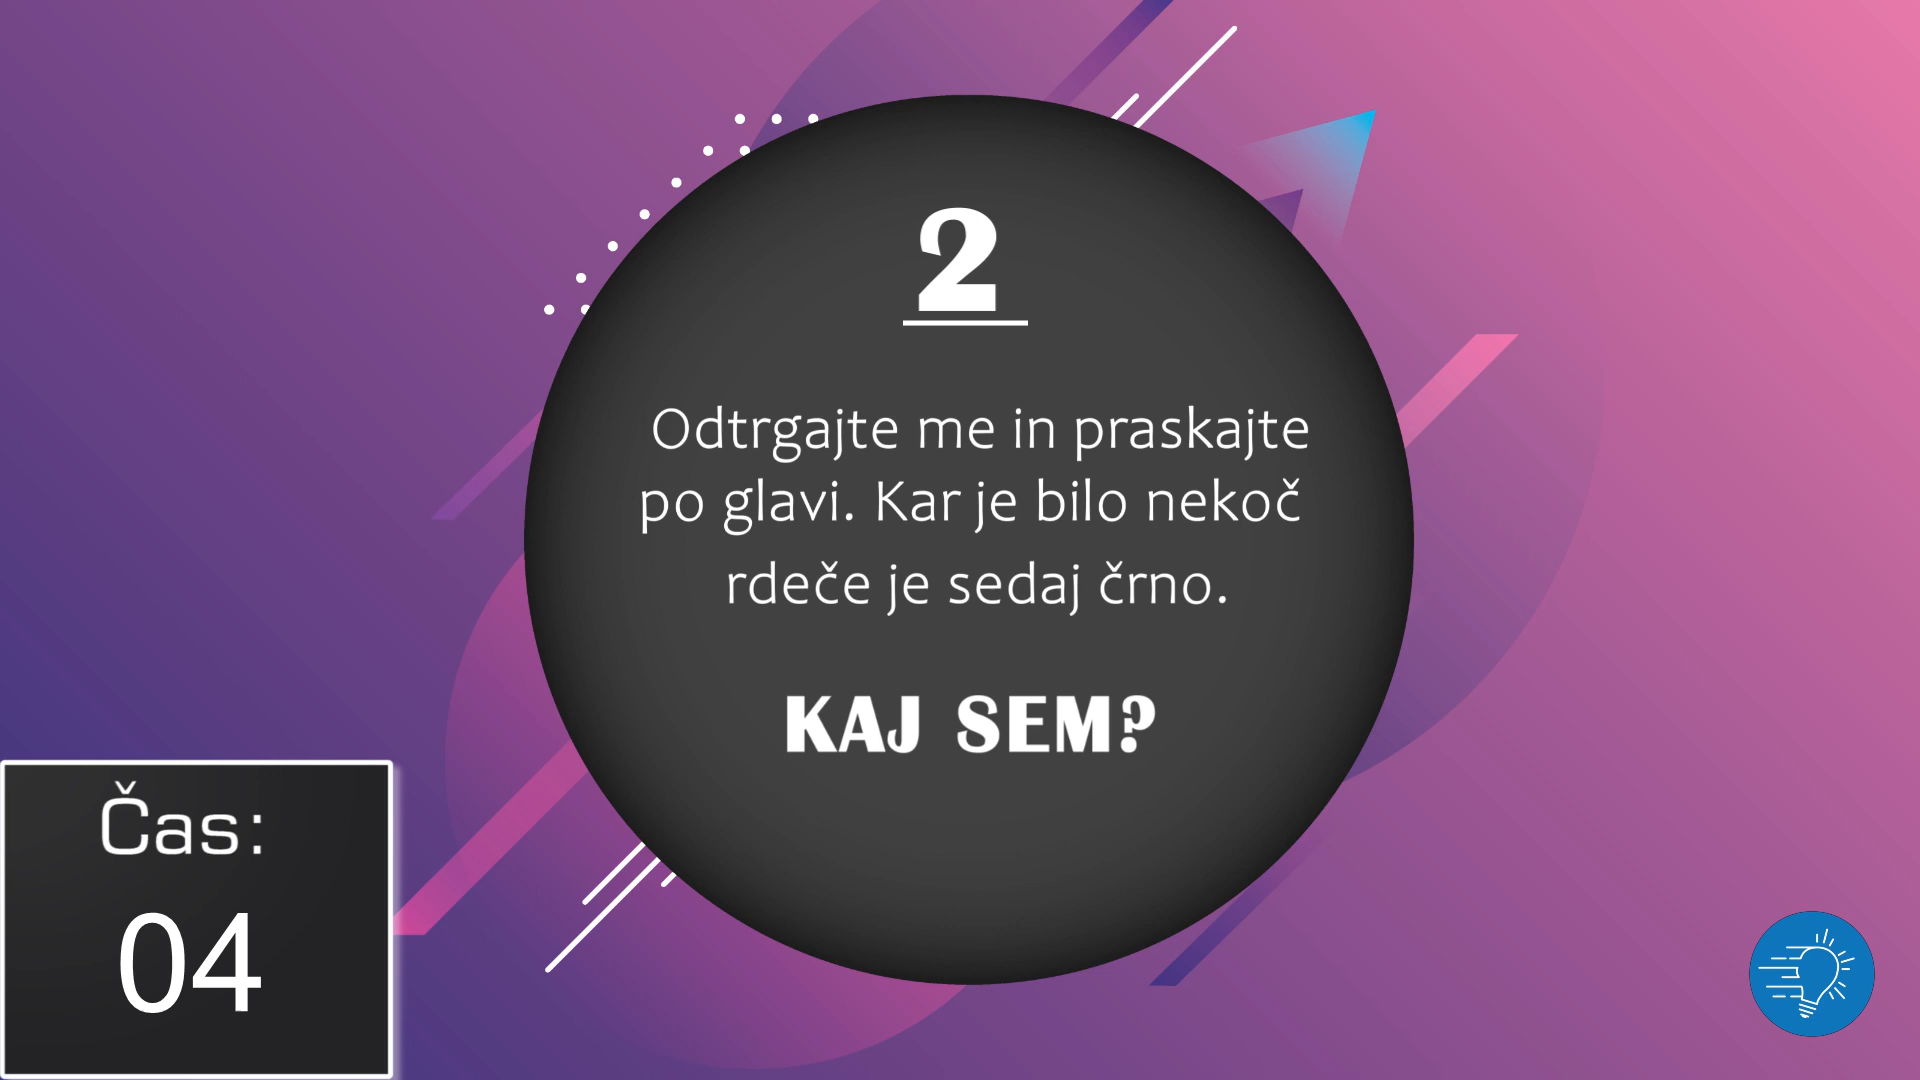 2
Odtrgajte me in praskajte
po glavi. Kar je bilo nekoč
rdeče je sedaj črno.
KAJ SEM?
Čas:
04